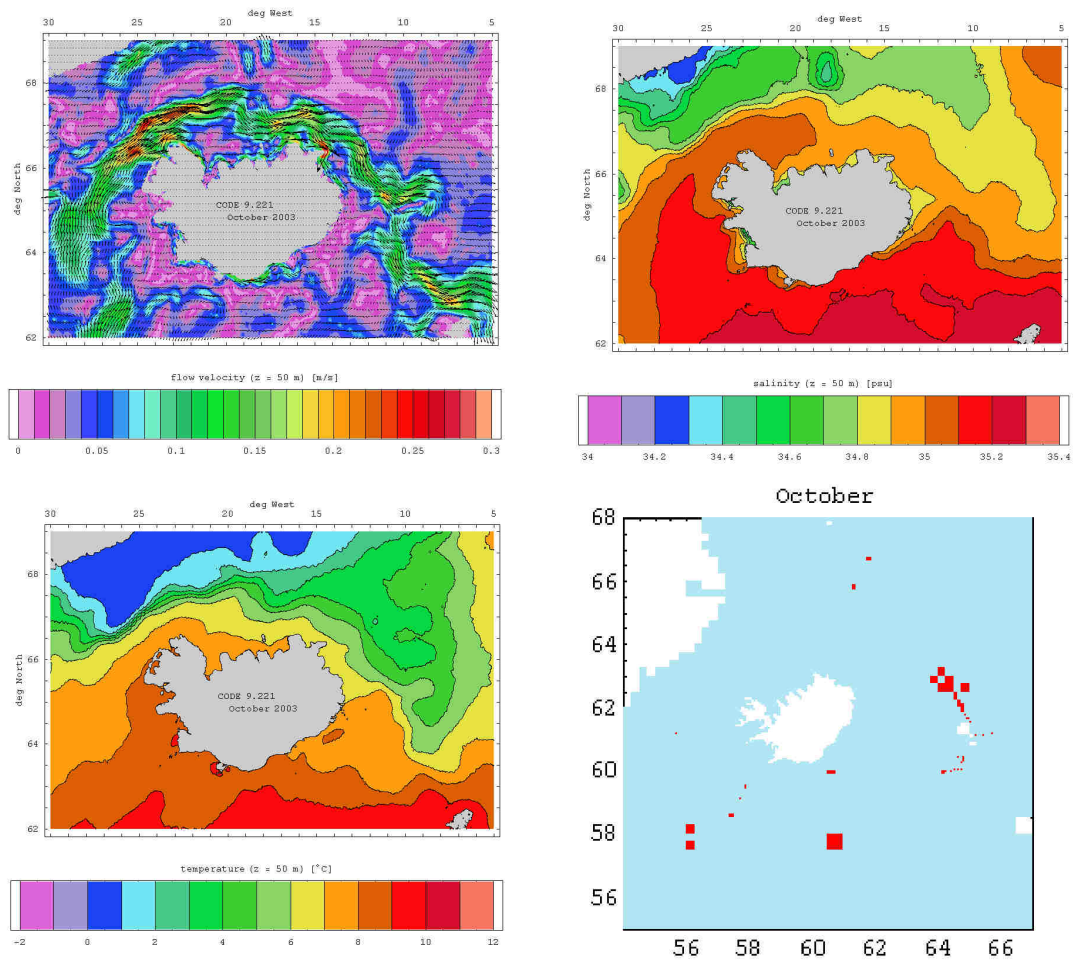 deg West
30 25 20 15 10 5
68
66
deg North
64
62
CODE 9.221
October 2003
flow velocity (z = 50 m) [m/s]
0 0.05 0.1 0.15 0.2 0.25 0.3
deg West
30 25 20 15 10 5
68
66
deg North
64
62
CODE 9.221
October 2003
salinity (z = 50 m) [psu]
34 34.2 34.4 34.6 34.8 35 35.2 35.4
deg West
30 25 20 15 10 5
68
66
deg North
64
62
CODE 9.221
October 2003
temperature (z = 50 m) [°C]
-2 0 2 4 6 8 10 12
October
68
66
64
62
60
58
56
56 58 60 62 64 66